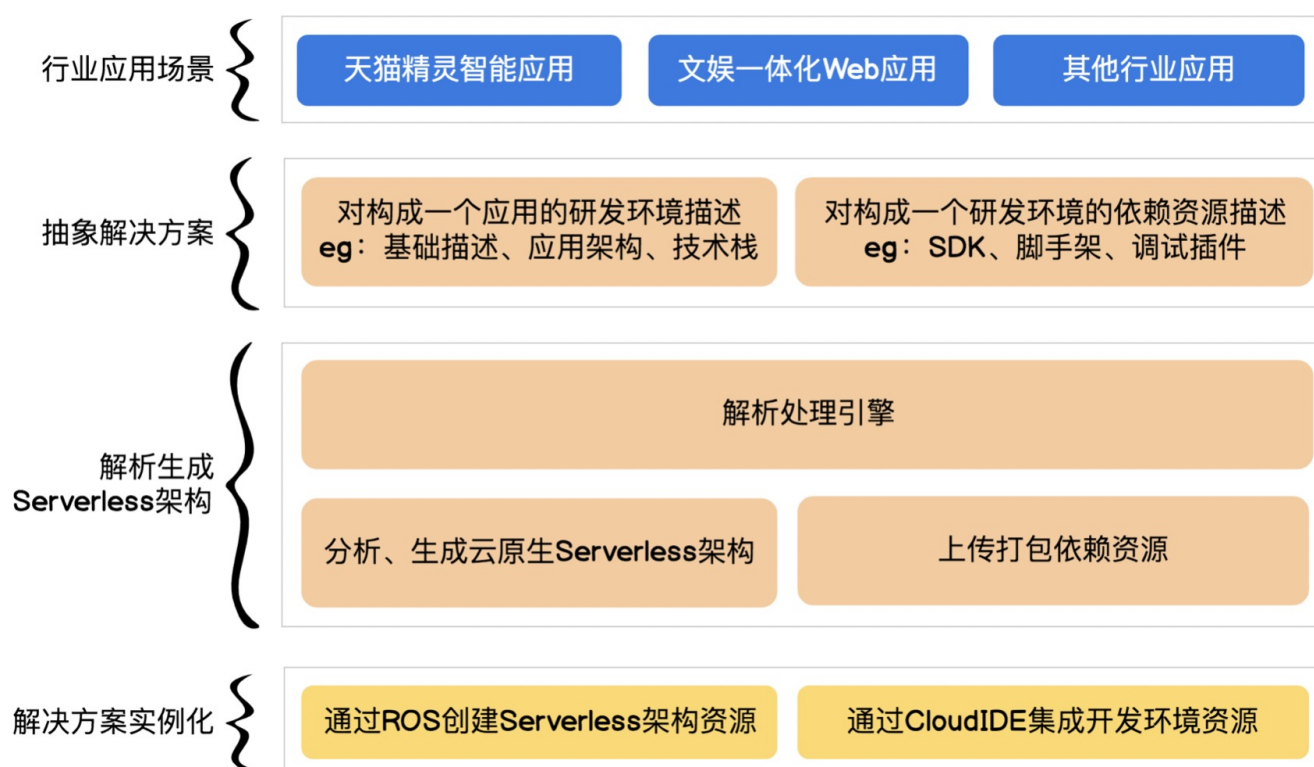 行业应用场景
天猫精灵智能应用
文娱一体化Web应用
其他行业应用
抽象解决方案
对构成一个应用的研发环境描述
eg：基础描述、应用架构、技术栈
对构成一个研发环境的依赖资源描述
eg：SDK、脚手架、调试插件
解析生成
Serverless架构
解析处理引擎
分析、生成云原生Serverless架构
上传打包依赖资源
解决方案实例化
通过ROS创建Serverless架构资源
通过CloudIDE集成开发环境资源